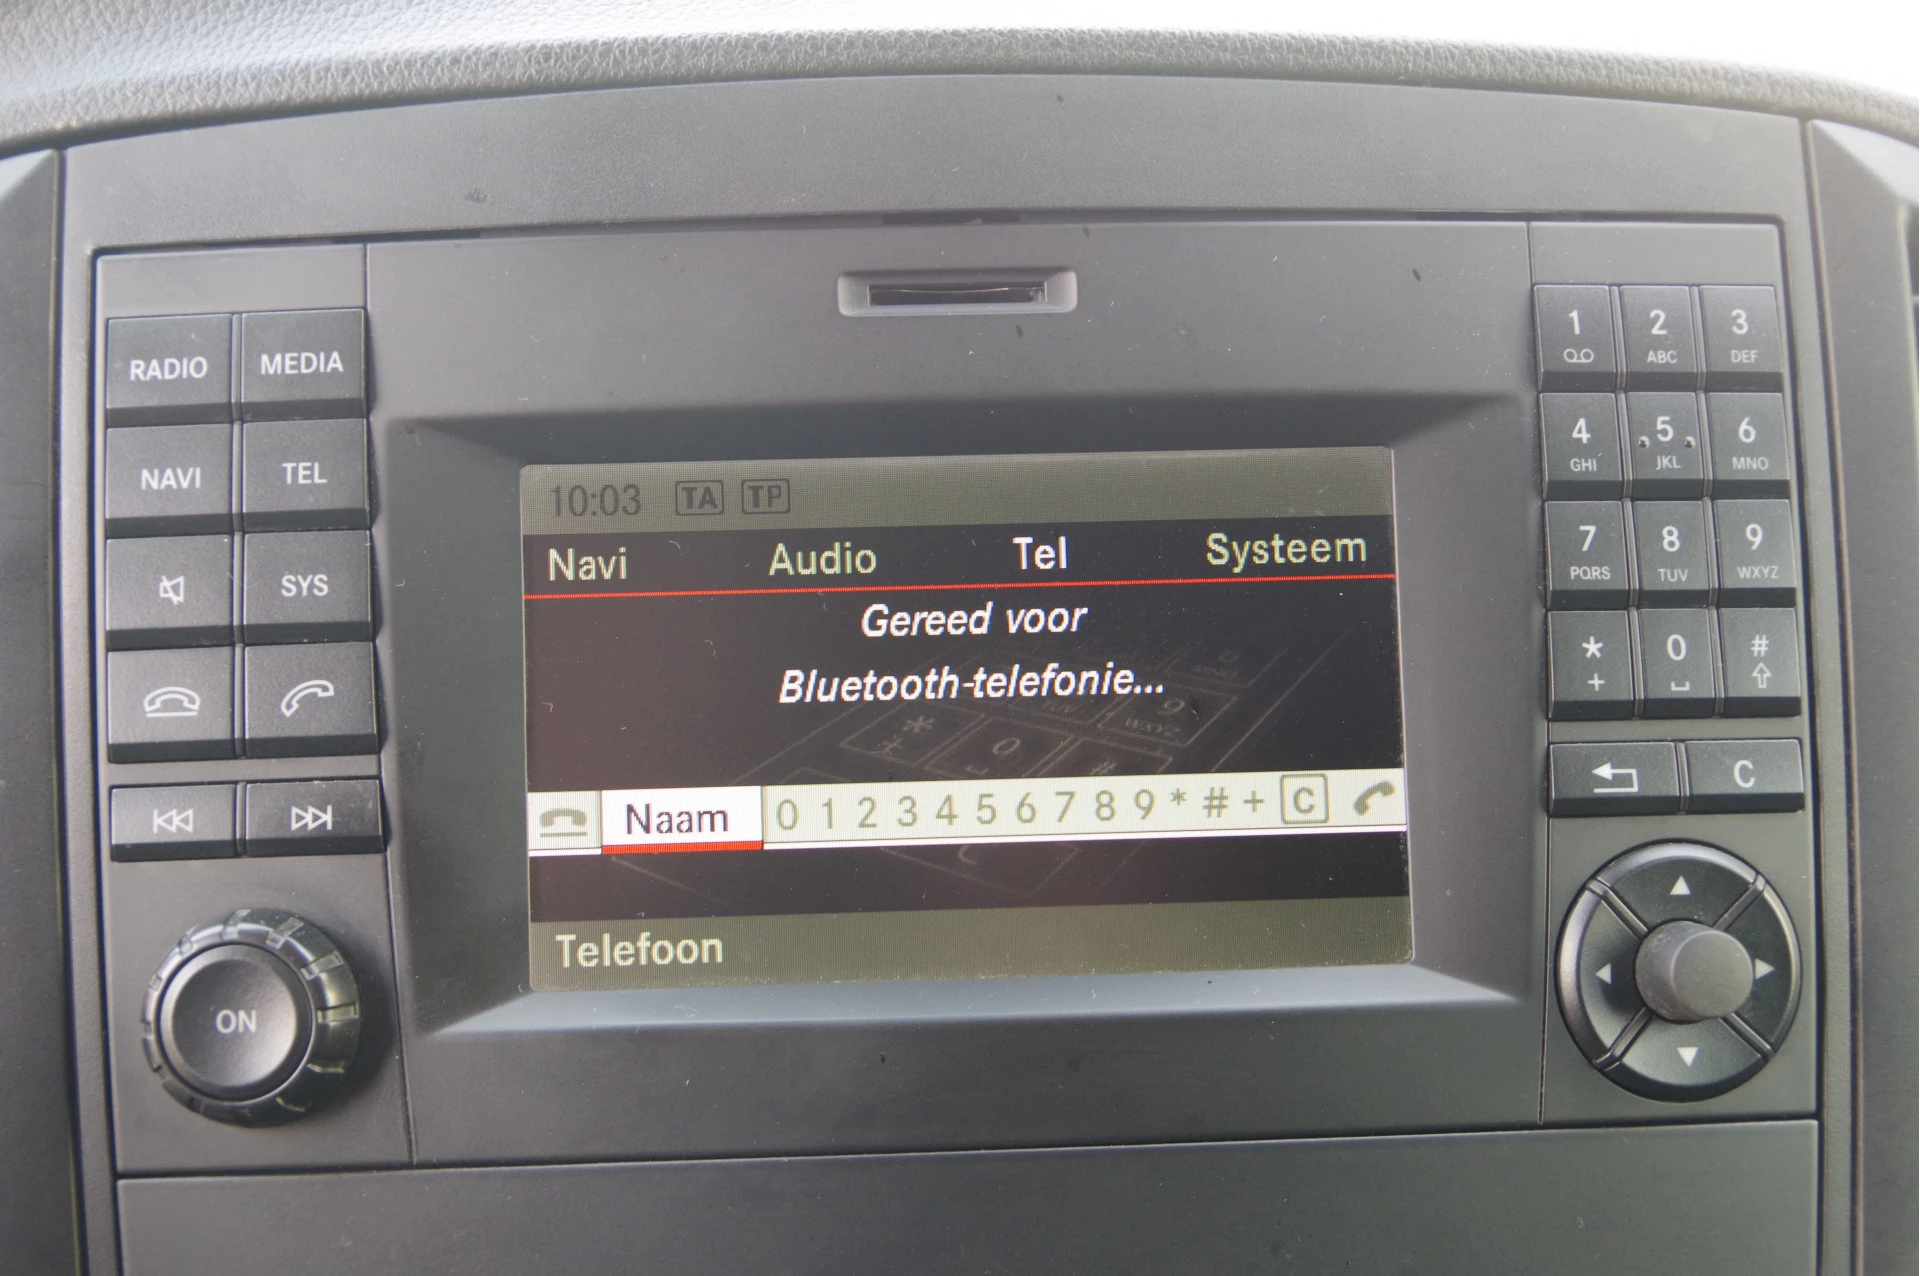 RADIO MEDIA
NAVI TEL
SYS
ON
10:03 TA TP
Navi Audio Tel Systeem
Gereed voor
Bluetooth-telefonie...
Naam 0 1 2 3 4 5 6 7 8 9 * # + C
Telefoon
1 2 3
ABC DEF
4 5 6
GHI JKL MNO
7 8 9
PQRS TUV WXYZ
* 0 #
+
C